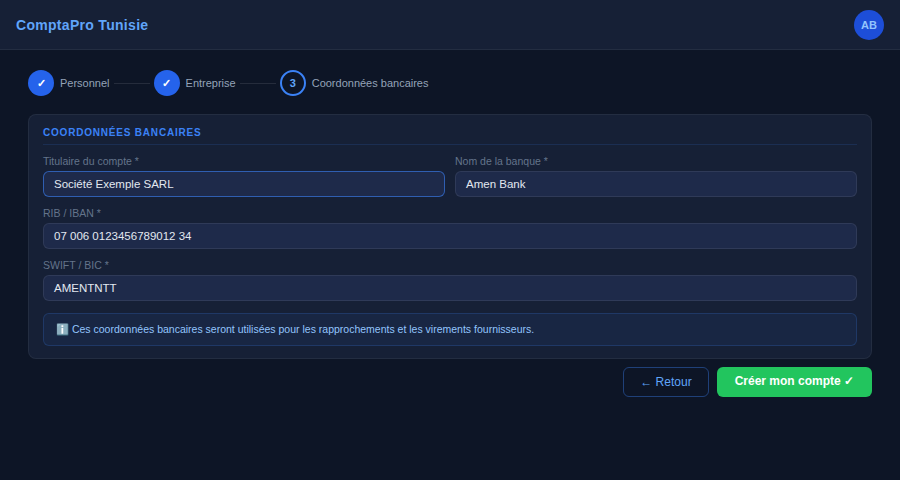 ComptaPro Tunisie
AB
✓ Personnel ✓ Entreprise 3 Coordonnées bancaires
COORDONNÉES BANCAIRES
Titulaire du compte * Nom de la banque *
Société Exemple SARL Amen Bank
RIB / IBAN *
07 006 0123456789012 34
SWIFT / BIC *
AMENTNTT
ℹ️ Ces coordonnées bancaires seront utilisées pour les rapprochements et les virements fournisseurs.
← Retour Créer mon compte ✓